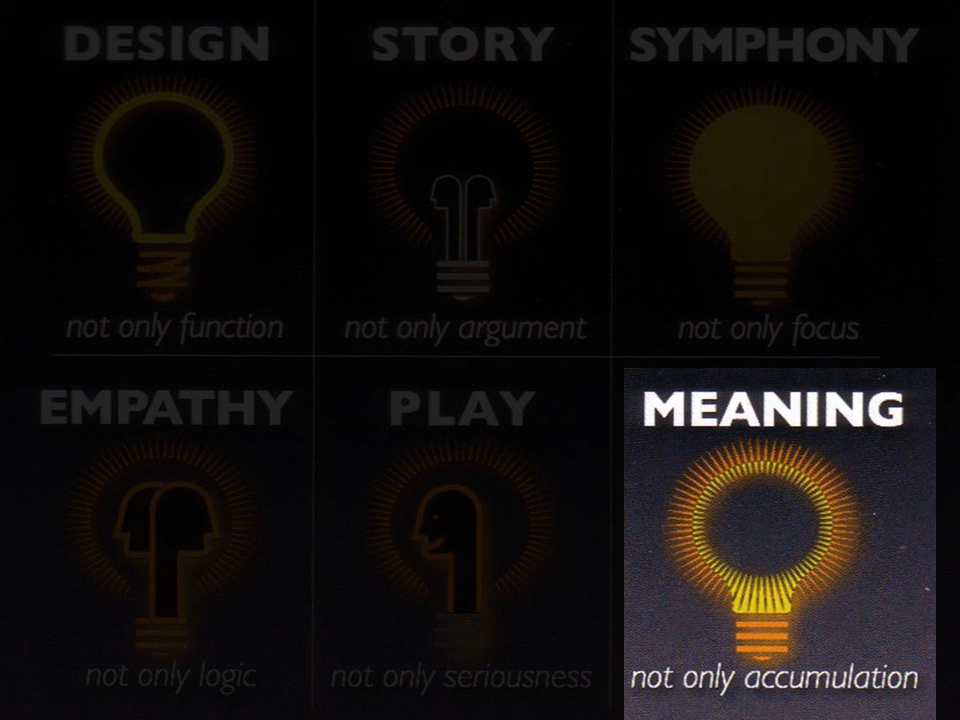 DESIGN
STORY
SYMPHONY
not only function
not only argument
not only focus
EMPATHY
PLAY
MEANING
not only logic
not only seriousness
not only accumulation